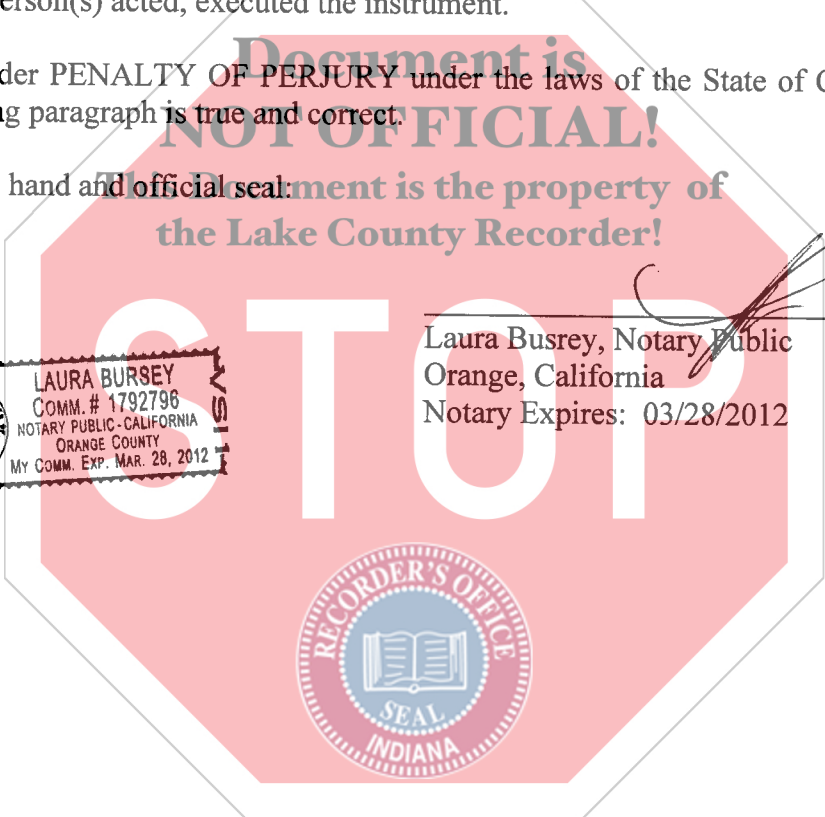 erson(s) acted, executed the instrument.
Document is
der PENALTY OF PERJURY under the laws of the State of C
NOT OFFICIAL!
g paragraph is true and correct.
hand and official seal:
This Document is the property of
the Lake County Recorder!
STOP
Laura Busrey, Notary Public
Orange, California
Notary Expires: 03/28/2012
LAURA BURSEY
COMM. # 1792796
NOTARY PUBLIC-CALIFORNIA
ORANGE COUNTY
MY COMM. EXP. MAR. 28, 2012
VSI 1
RECORDER'S OFFICE
SEAL
INDIANA